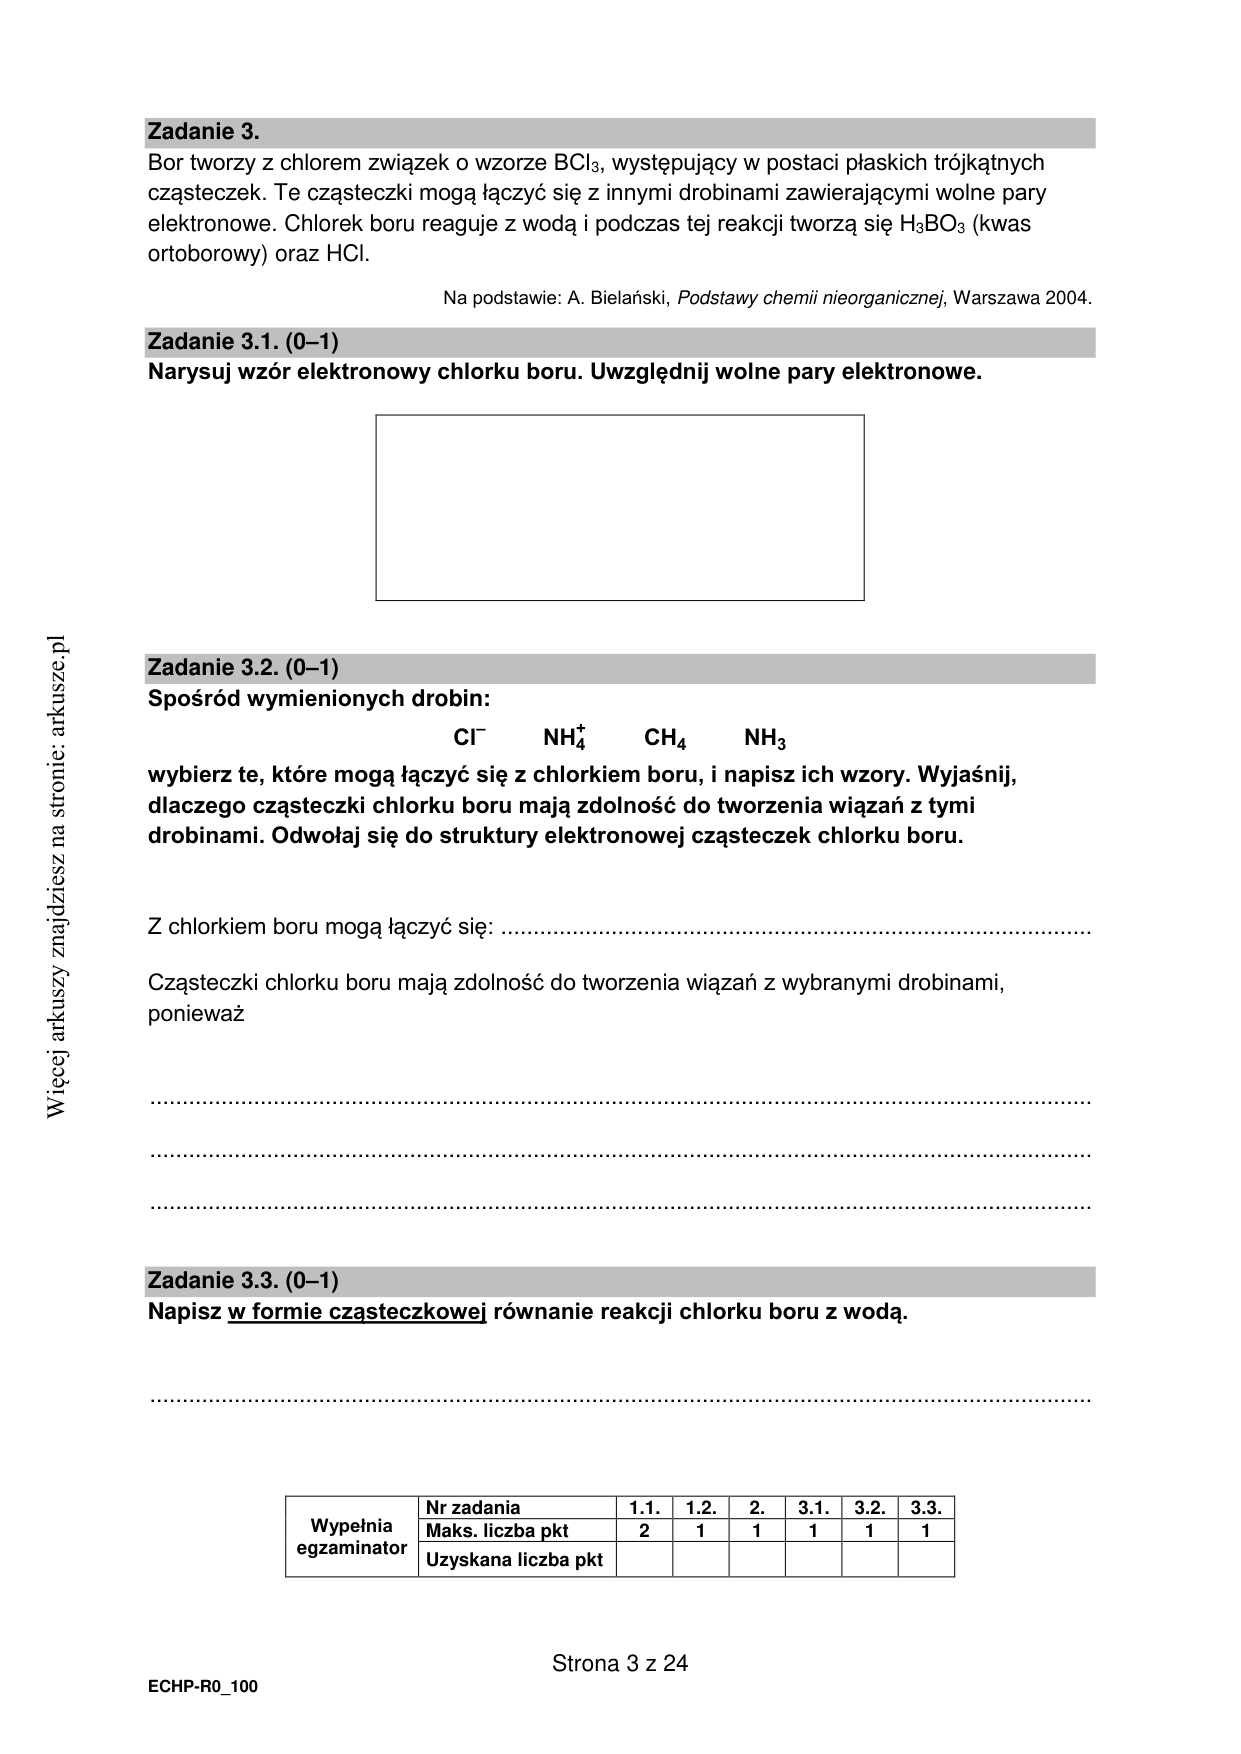 Zadanie 3.
Bor tworzy z chlorem związek o wzorze BCl₃, występujący w postaci płaskich trójkątnych
cząsteczek. Te cząsteczki mogą łączyć się z innymi drobinami zawierającymi wolne pary
elektronowe. Chlorek boru reaguje z wodą i podczas tej reakcji tworzą się H₃BO₃ (kwas
ortoborowy) oraz HCl.
Na podstawie: A. Bielański, Podstawy chemii nieorganicznej, Warszawa 2004.
Zadanie 3.1. (0–1)
Narysuj wzór elektronowy chlorku boru. Uwzględnij wolne pary elektronowe.
Zadanie 3.2. (0–1)
Spośród wymienionych drobin:
Cl⁻ NH₄⁺ CH₄ NH₃
wybierz te, które mogą łączyć się z chlorkiem boru, i napisz ich wzory. Wyjaśnij,
dlaczego cząsteczki chlorku boru mają zdolność do tworzenia wiązań z tymi
drobinami. Odwołaj się do struktury elektronowej cząsteczek chlorku boru.
Z chlorkiem boru mogą łączyć się: ..........................................................................................
Cząsteczki chlorku boru mają zdolność do tworzenia wiązań z wybranymi drobinami,
ponieważ
................................................................................................................................................
................................................................................................................................................
................................................................................................................................................
Zadanie 3.3. (0–1)
Napisz w formie cząsteczkowej równanie reakcji chlorku boru z wodą.
................................................................................................................................................
Wypełnia
egzaminator
Nr zadania 1.1. 1.2. 2. 3.1. 3.2. 3.3.
Maks. liczba pkt 2 1 1 1 1 1
Uzyskana liczba pkt
Strona 3 z 24
ECHP-R0_100
Więcej arkuszy znajdziesz na stronie: arkusze.pl